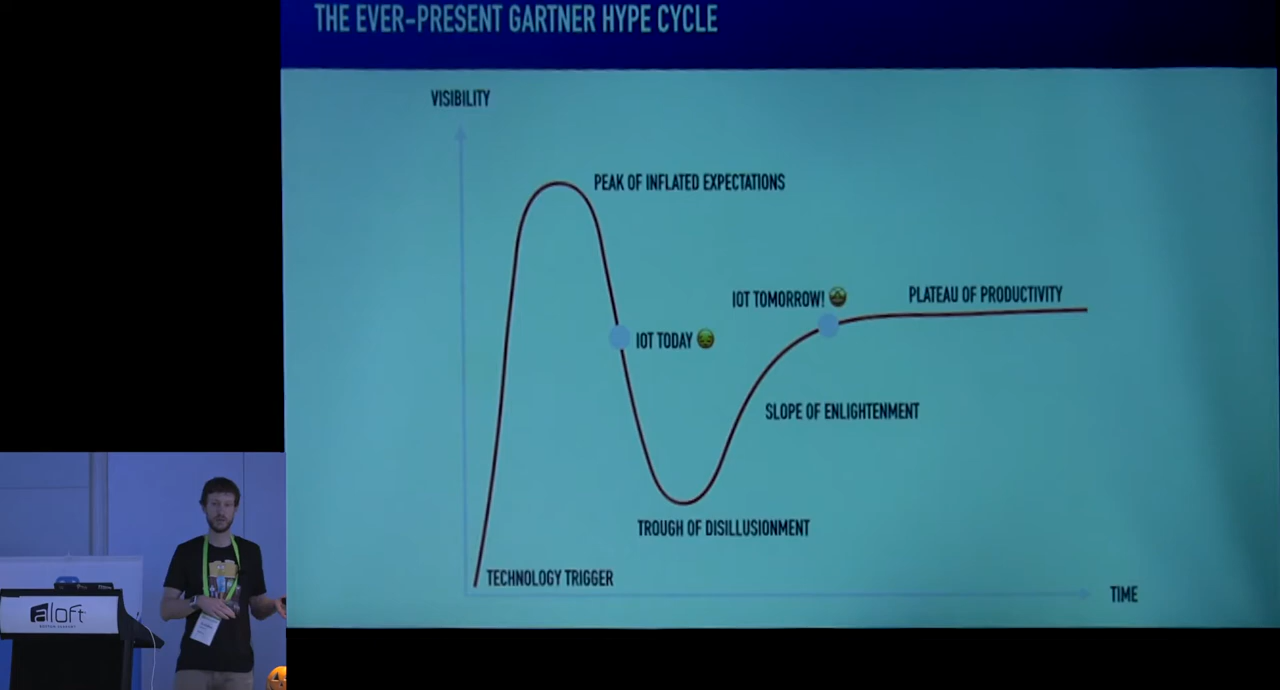 THE EVER-PRESENT GARTNER HYPE CYCLE
VISIBILITY
PEAK OF INFLATED EXPECTATIONS
IOT TOMORROW!
PLATEAU OF PRODUCTIVITY
IOT TODAY
SLOPE OF ENLIGHTENMENT
TROUGH OF DISILLUSIONMENT
TECHNOLOGY TRIGGER
TIME
aloft